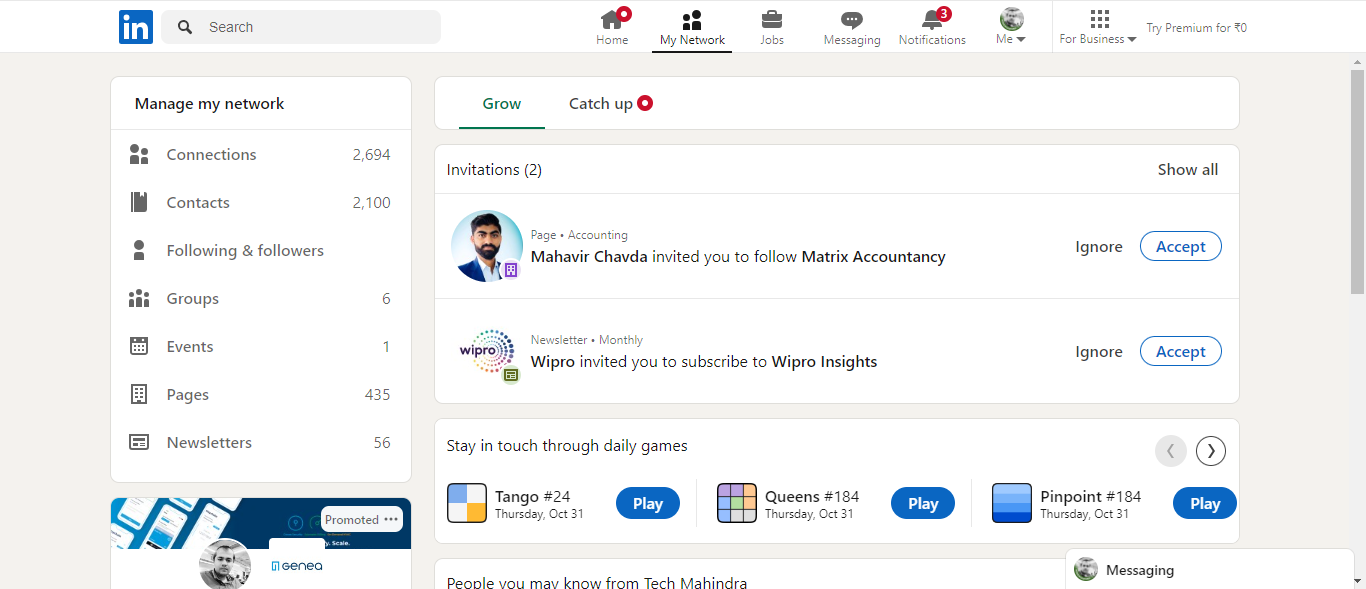 in
Search
Home
My Network
Jobs
Messaging
3
Notifications
Me
For Business
Try Premium for ₹0
Manage my network
Connections 2,694
Contacts 2,100
Following & followers
Groups 6
Events 1
Pages 435
Newsletters 56
Promoted
y, Scale.
Genea
Grow
Catch up
Invitations (2)
Show all
Page • Accounting
Mahavir Chavda invited you to follow Matrix Accountancy
Ignore
Accept
wipro
Newsletter • Monthly
Wipro invited you to subscribe to Wipro Insights
Ignore
Accept
Stay in touch through daily games
Tango #24
Thursday, Oct 31
Play
Queens #184
Thursday, Oct 31
Play
Pinpoint #184
Thursday, Oct 31
Play
People you may know from Tech Mahindra
Messaging